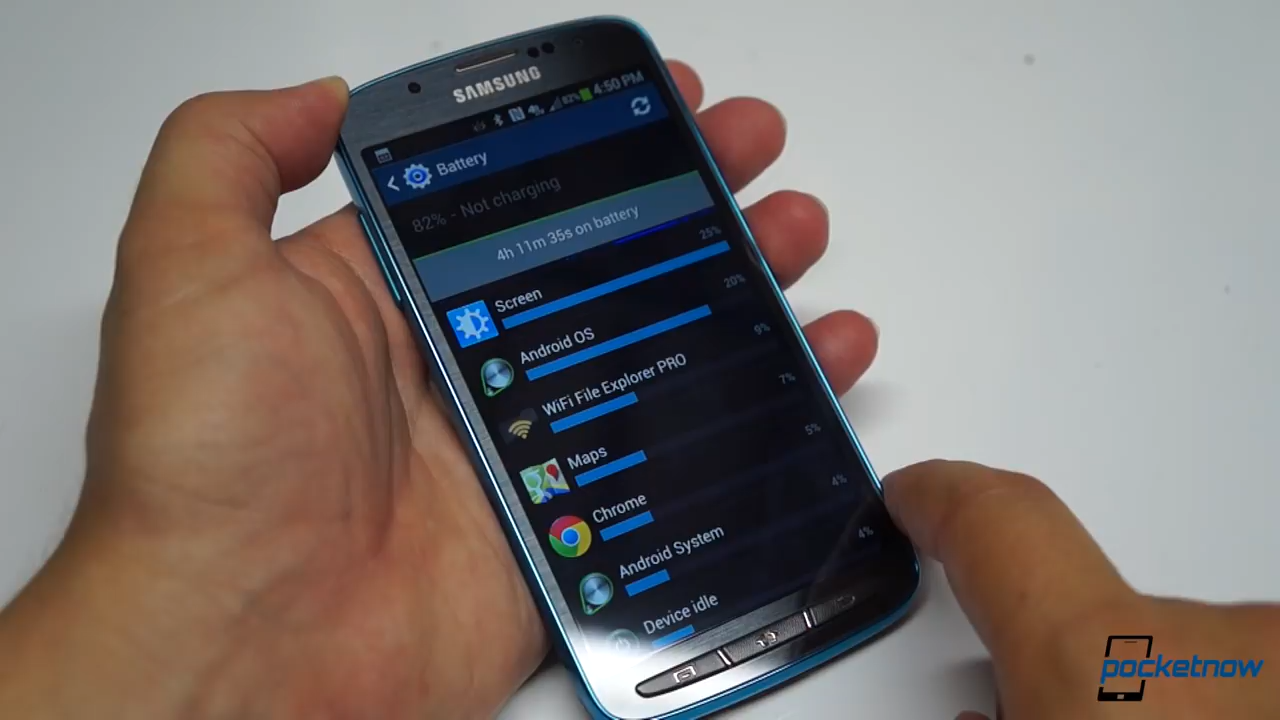 SAMSUNG
82% 4:50 PM
Battery
82% - Not charging
4h 11m 35s on battery
Screen 25%
Android OS 20%
WiFi File Explorer PRO 9%
Maps 7%
Chrome 5%
Android System 4%
Device idle 4%
pocketnow